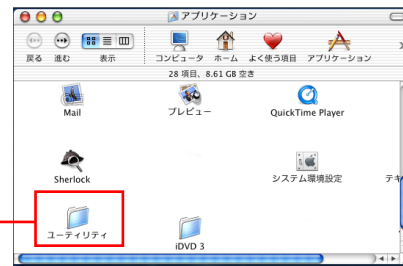 アプリケーション
戻る 進む 表示 コンピュータ ホーム よく使う項目 アプリケーション
28 項目、8.61 GB 空き
Mail プレビュー QuickTime Player
Sherlock システム環境設定 テキ
ユーティリティ iDVD 3